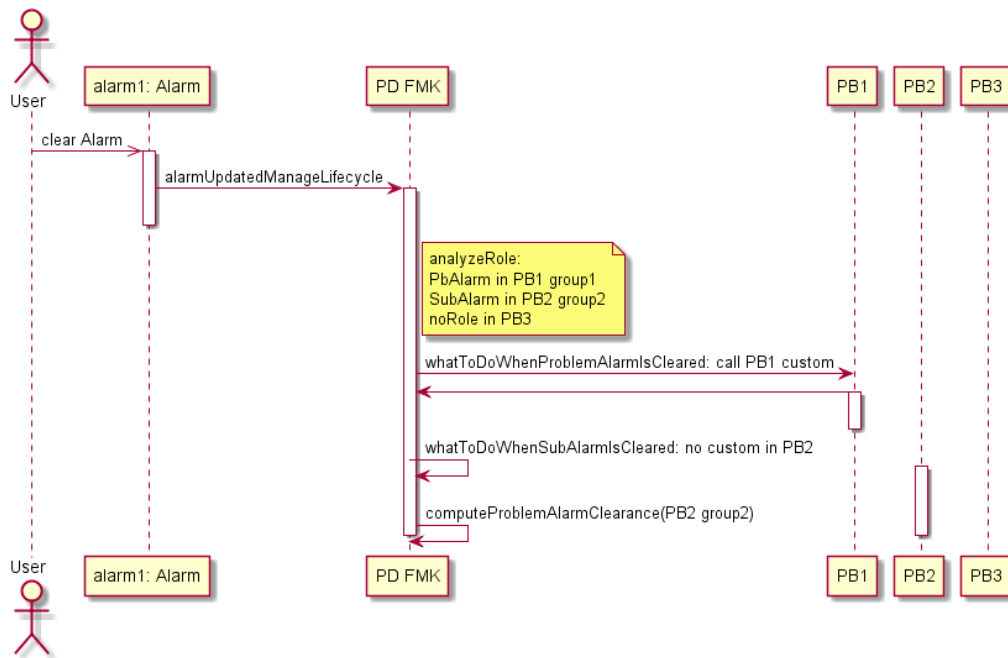 User
alarm1: Alarm
PD FMK
PB1
PB2
PB3
clear Alarm
alarmUpdatedManageLifecycle
analyzeRole:
PbAlarm in PB1 group1
SubAlarm in PB2 group2
noRole in PB3
whatToDoWhenProblemAlarmIsCleared: call PB1 custom
whatToDoWhenSubAlarmIsCleared: no custom in PB2
computeProblemAlarmClearance(PB2 group2)
User
alarm1: Alarm
PD FMK
PB1
PB2
PB3